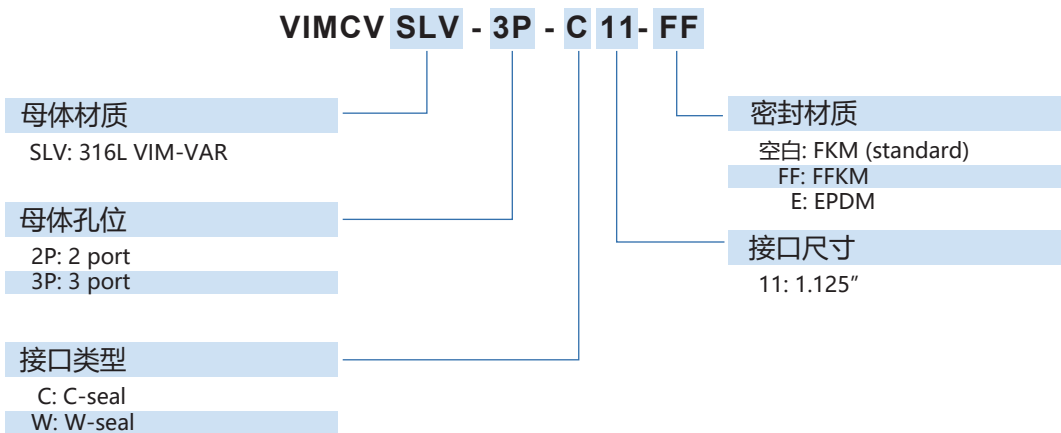 VIMCV SLV - 3P - C 11- FF
母体材质
SLV: 316L VIM-VAR
母体孔位
2P: 2 port
3P: 3 port
接口类型
C: C-seal
W: W-seal
密封材质
空白: FKM (standard)
FF: FFKM
E: EPDM
接口尺寸
11: 1.125″